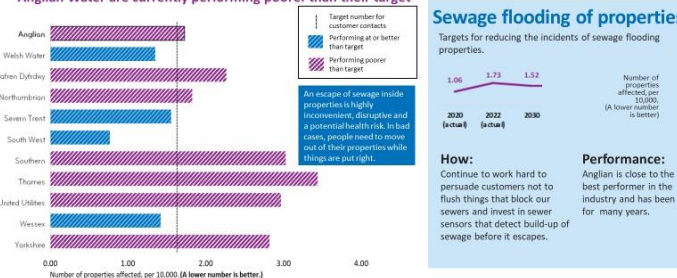 Anglian Water are currently performing poorer than their target
Target number for
customer contacts
Performing at or better
than target
Performing poorer
than target
Anglian
Welsh Water
Hafren Dyfrdwy
Northumbrian
Severn Trent
South West
Southern
Thames
United Utilities
Wessex
Yorkshire
An escape of sewage inside
properties is highly
inconvenient, disruptive and
a potential health risk. In bad
cases, people need to move
out of their properties while
things are put right.
0.00 1.00 2.00 3.00 4.00
Number of properties affected, per 10,000. (A lower number is better.)
Sewage flooding of properties
Targets for reducing the incidents of sewage flooding
properties.
1.06 1.73 1.52
2020 2022 2030
(actual) (actual)
Number of
properties
affected, per
10,000.
(A lower number
is better)
How:
Continue to work hard to
persuade customers not to
flush things that block our
sewers and invest in sewer
sensors that detect build-up of
sewage before it escapes.
Performance:
Anglian is close to the
best performer in the
industry and has been
for many years.